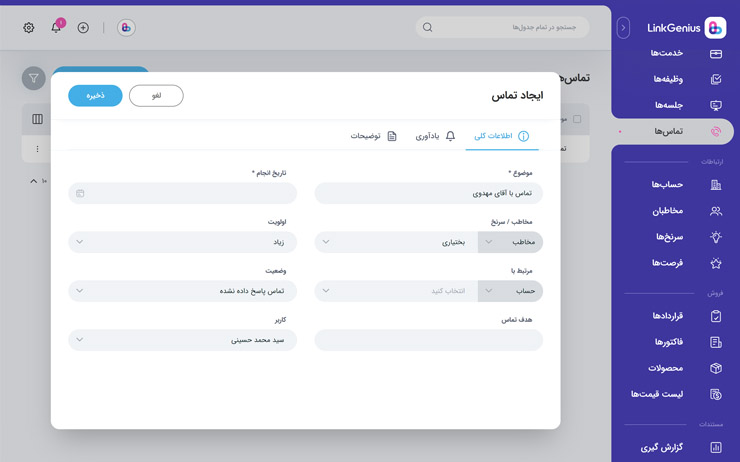 LinkGenius
جستجو در تمام جدول‌ها
۱
خدمت‌ها
وظیفه‌ها
جلسه‌ها
تماس‌ها
ارتباطات
حساب‌ها
مخاطبان
سرنخ‌ها
فرصت‌ها
فروش
قراردادها
فاکتورها
محصولات
لیست قیمت‌ها
مستندات
گزارش گیری
ایجاد تماس
لغو
ذخیره
اطلاعات کلی
یادآوری
توضیحات
موضوع *
تاریخ انجام *
تماس با آقای مهدوی
مخاطب / سرنخ
اولویت
مخاطب
بختیاری
زیاد
مرتبط با
وضعیت
حساب
انتخاب کنید
تماس پاسخ داده نشده
هدف تماس
کاربر
سید محمد حسینی
۱۰